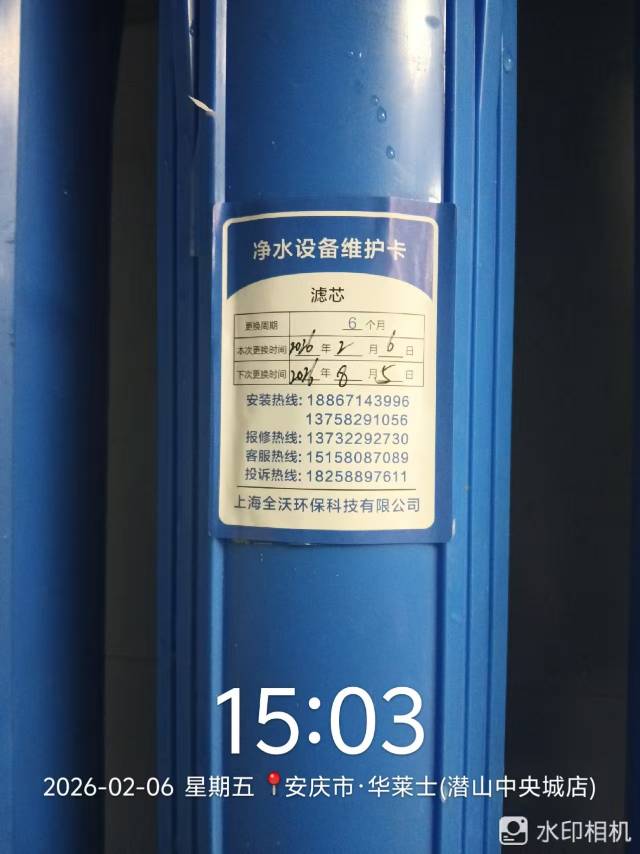 净水设备维护卡
滤芯
更换周期 6 个月
本次更换时间 2026 年 2 月 6 日
下次更换时间 2026 年 8 月 5 日
安装热线: 18867143996
13758291056
报修热线: 13732292730
客服热线: 15158087089
投诉热线: 18258897611
上海全沃环保科技有限公司
15:03
2026-02-06 星期五 安庆市·华莱士(潜山中央城店)
水印相机